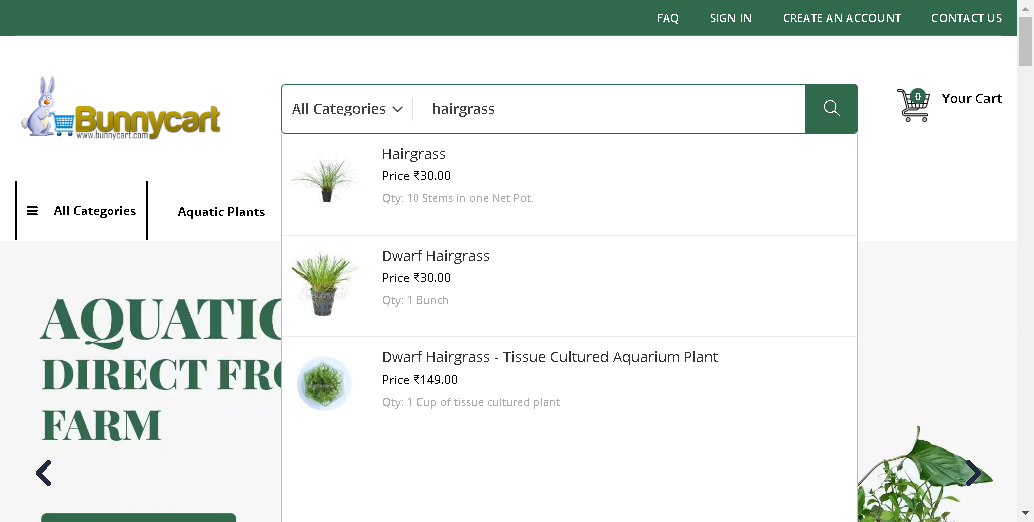 FAQ SIGN IN CREATE AN ACCOUNT CONTACT US
Bunnycart
www.bunnycart.com
All Categories hairgrass
0 Your Cart
Hairgrass
Price ₹30.00
Qty: 10 Stems in one Net Pot.
All Categories Aquatic Plants
Dwarf Hairgrass
Price ₹30.00
Qty: 1 Bunch
AQUATIC
DIRECT FRO
FARM
Dwarf Hairgrass - Tissue Cultured Aquarium Plant
Price ₹149.00
Qty: 1 Cup of tissue cultured plant